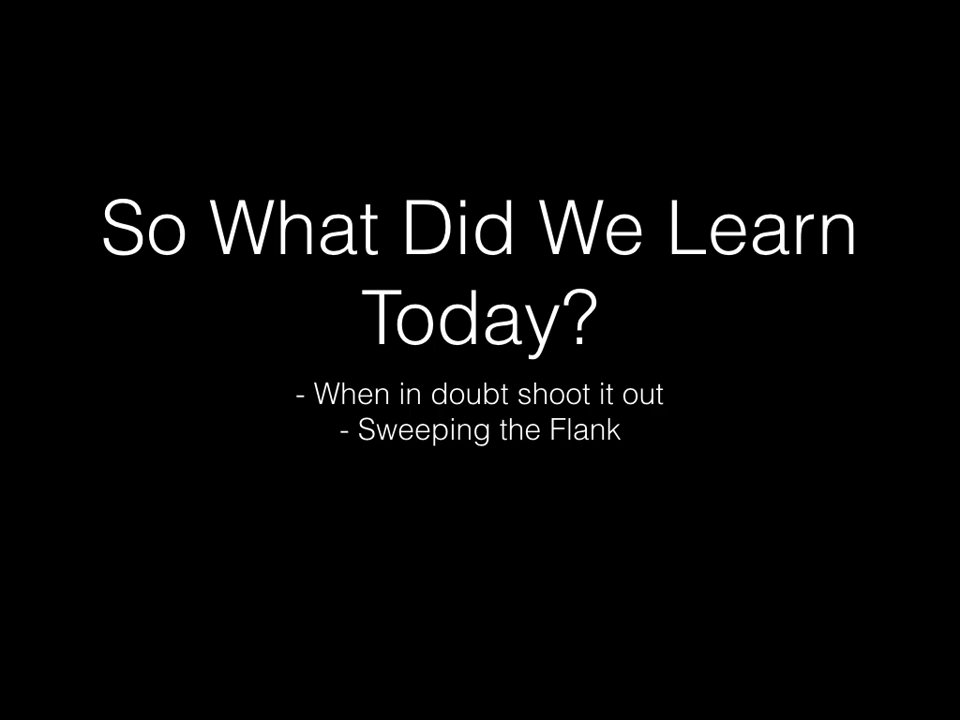 So What Did We Learn
Today?
- When in doubt shoot it out
- Sweeping the Flank